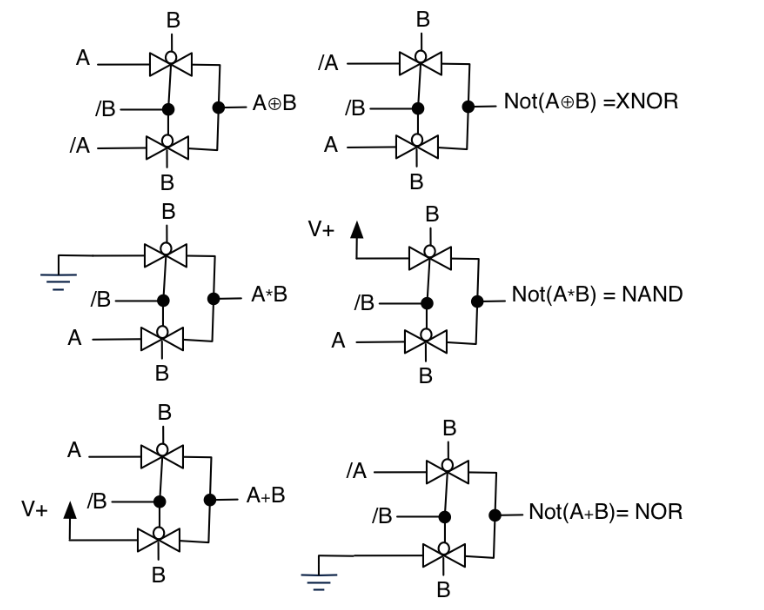 B
A
/B
A⊕B
/A
B
B
/A
/B
Not(A⊕B) =XNOR
A
B
B
/B
A*B
A
B
V+
B
/B
Not(A*B) = NAND
A
B
B
A
/B
A+B
V+
B
B
/A
/B
Not(A+B)= NOR
B